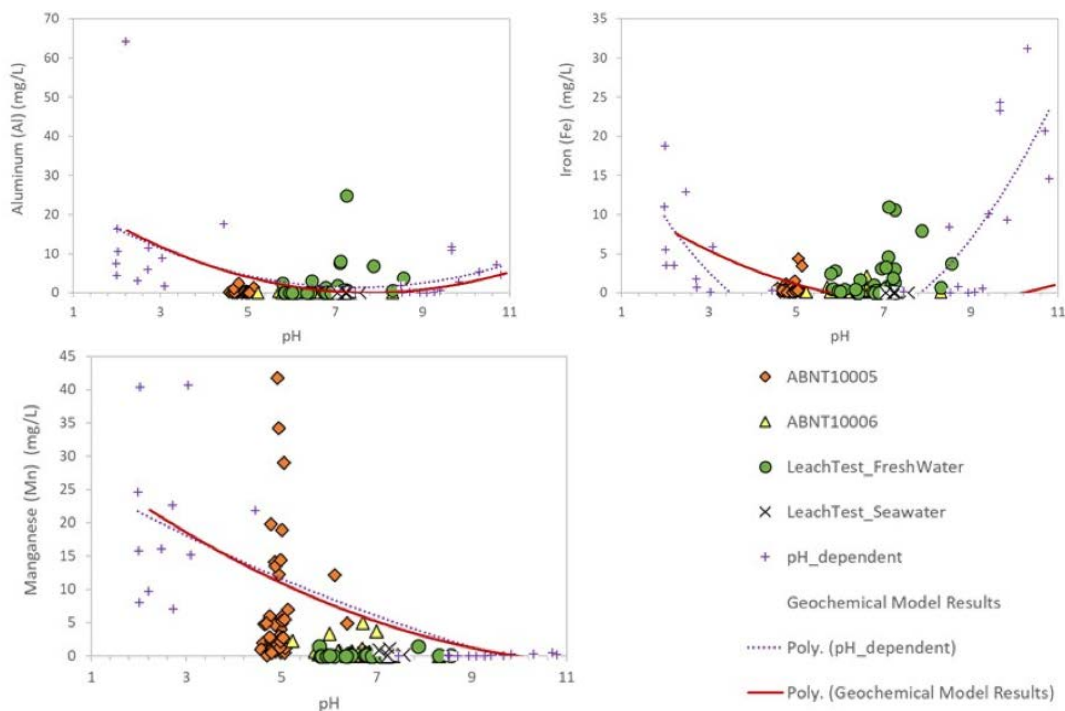 Aluminum (Al) (mg/L)
70
60
50
40
30
20
10
0
1 3 5 7 9 11
pH
Iron (Fe) (mg/L)
35
30
25
20
15
10
5
0
1 3 5 7 9 11
pH
Manganese (Mn) (mg/L)
45
40
35
30
25
20
15
10
5
0
1 3 5 7 9 11
pH
ABNT10005
ABNT10006
LeachTest_FreshWater
LeachTest_Seawater
pH_dependent
Geochemical Model Results
Poly. (pH_dependent)
Poly. (Geochemical Model Results)